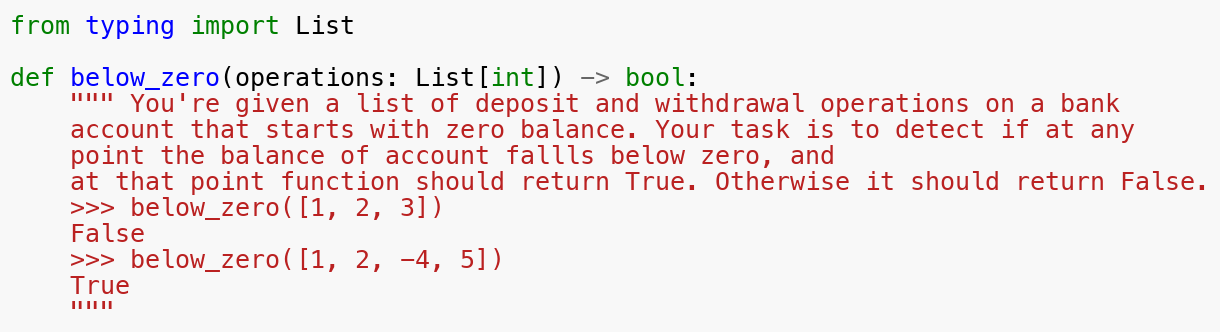 from typing import List

def below_zero(operations: List[int]) −> bool:
    """ You're given a list of deposit and withdrawal operations on a bank
    account that starts with zero balance. Your task is to detect if at any
    point the balance of account fallls below zero, and
    at that point function should return True. Otherwise it should return False.
    >>> below_zero([1, 2, 3])
    False
    >>> below_zero([1, 2, −4, 5])
    True
    """